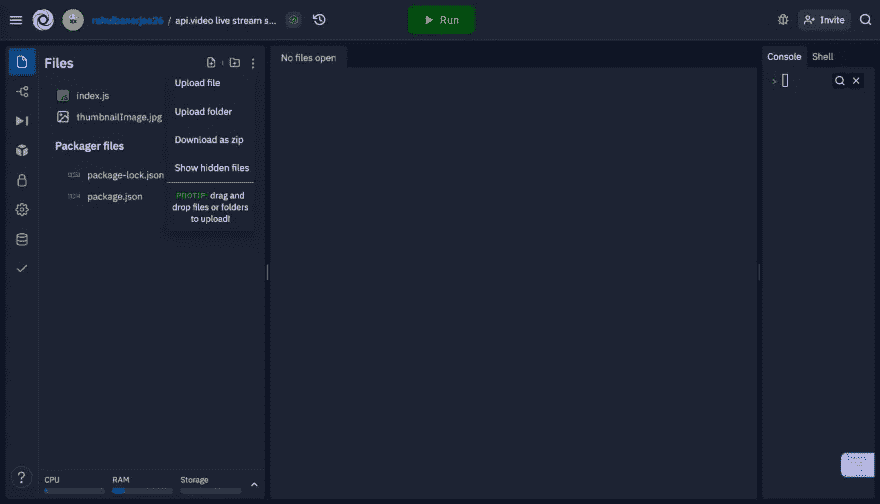 rahulbanerjee26 / api.video live stream s...
Run
Invite
Files
Upload file
index.js
Upload folder
thumbnailImage.jpg
Download as zip
Packager files
Show hidden files
package-lock.json
package.json
PROTIP drag and
drop files or folders
to upload!
No files open
Console
Shell
CPU
RAM
Storage
?